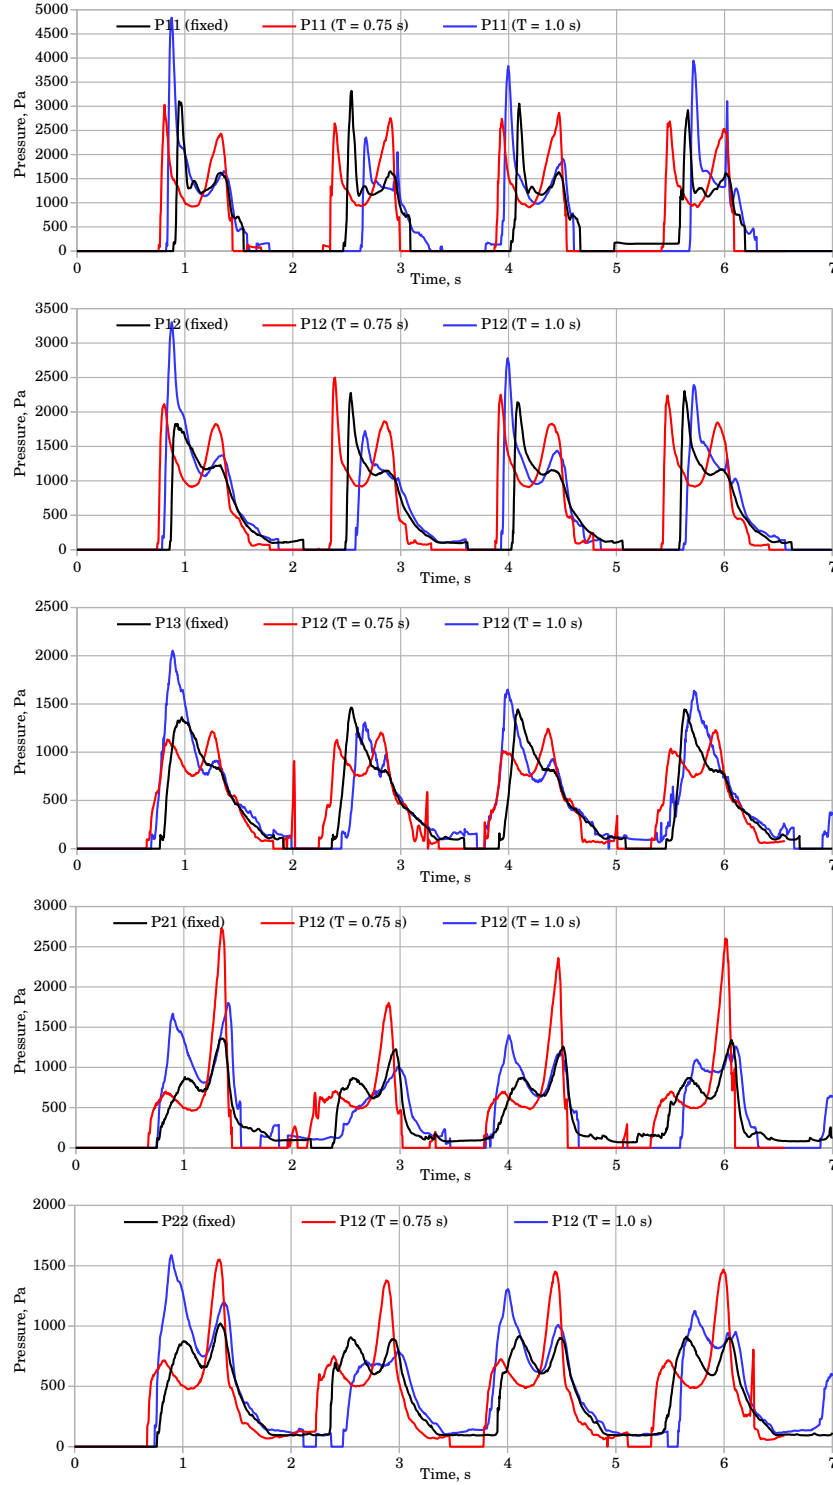 5000
4500
4000
3500
3000
2500
2000
1500
1000
500
0
Pressure, Pa
P11 (fixed) P11 (T = 0.75 s) P11 (T = 1.0 s)
0 1 2 3 4 5 6 7
Time, s
3500
3000
2500
2000
1500
1000
500
0
Pressure, Pa
P12 (fixed) P12 (T = 0.75 s) P12 (T = 1.0 s)
0 1 2 3 4 5 6 7
Time, s
2500
2000
1500
1000
500
0
Pressure, Pa
P13 (fixed) P12 (T = 0.75 s) P12 (T = 1.0 s)
0 1 2 3 4 5 6 7
Time, s
3000
2500
2000
1500
1000
500
0
Pressure, Pa
P21 (fixed) P12 (T = 0.75 s) P12 (T = 1.0 s)
0 1 2 3 4 5 6 7
Time, s
2000
1500
1000
500
0
Pressure, Pa
P22 (fixed) P12 (T = 0.75 s) P12 (T = 1.0 s)
0 1 2 3 4 5 6 7
Time, s